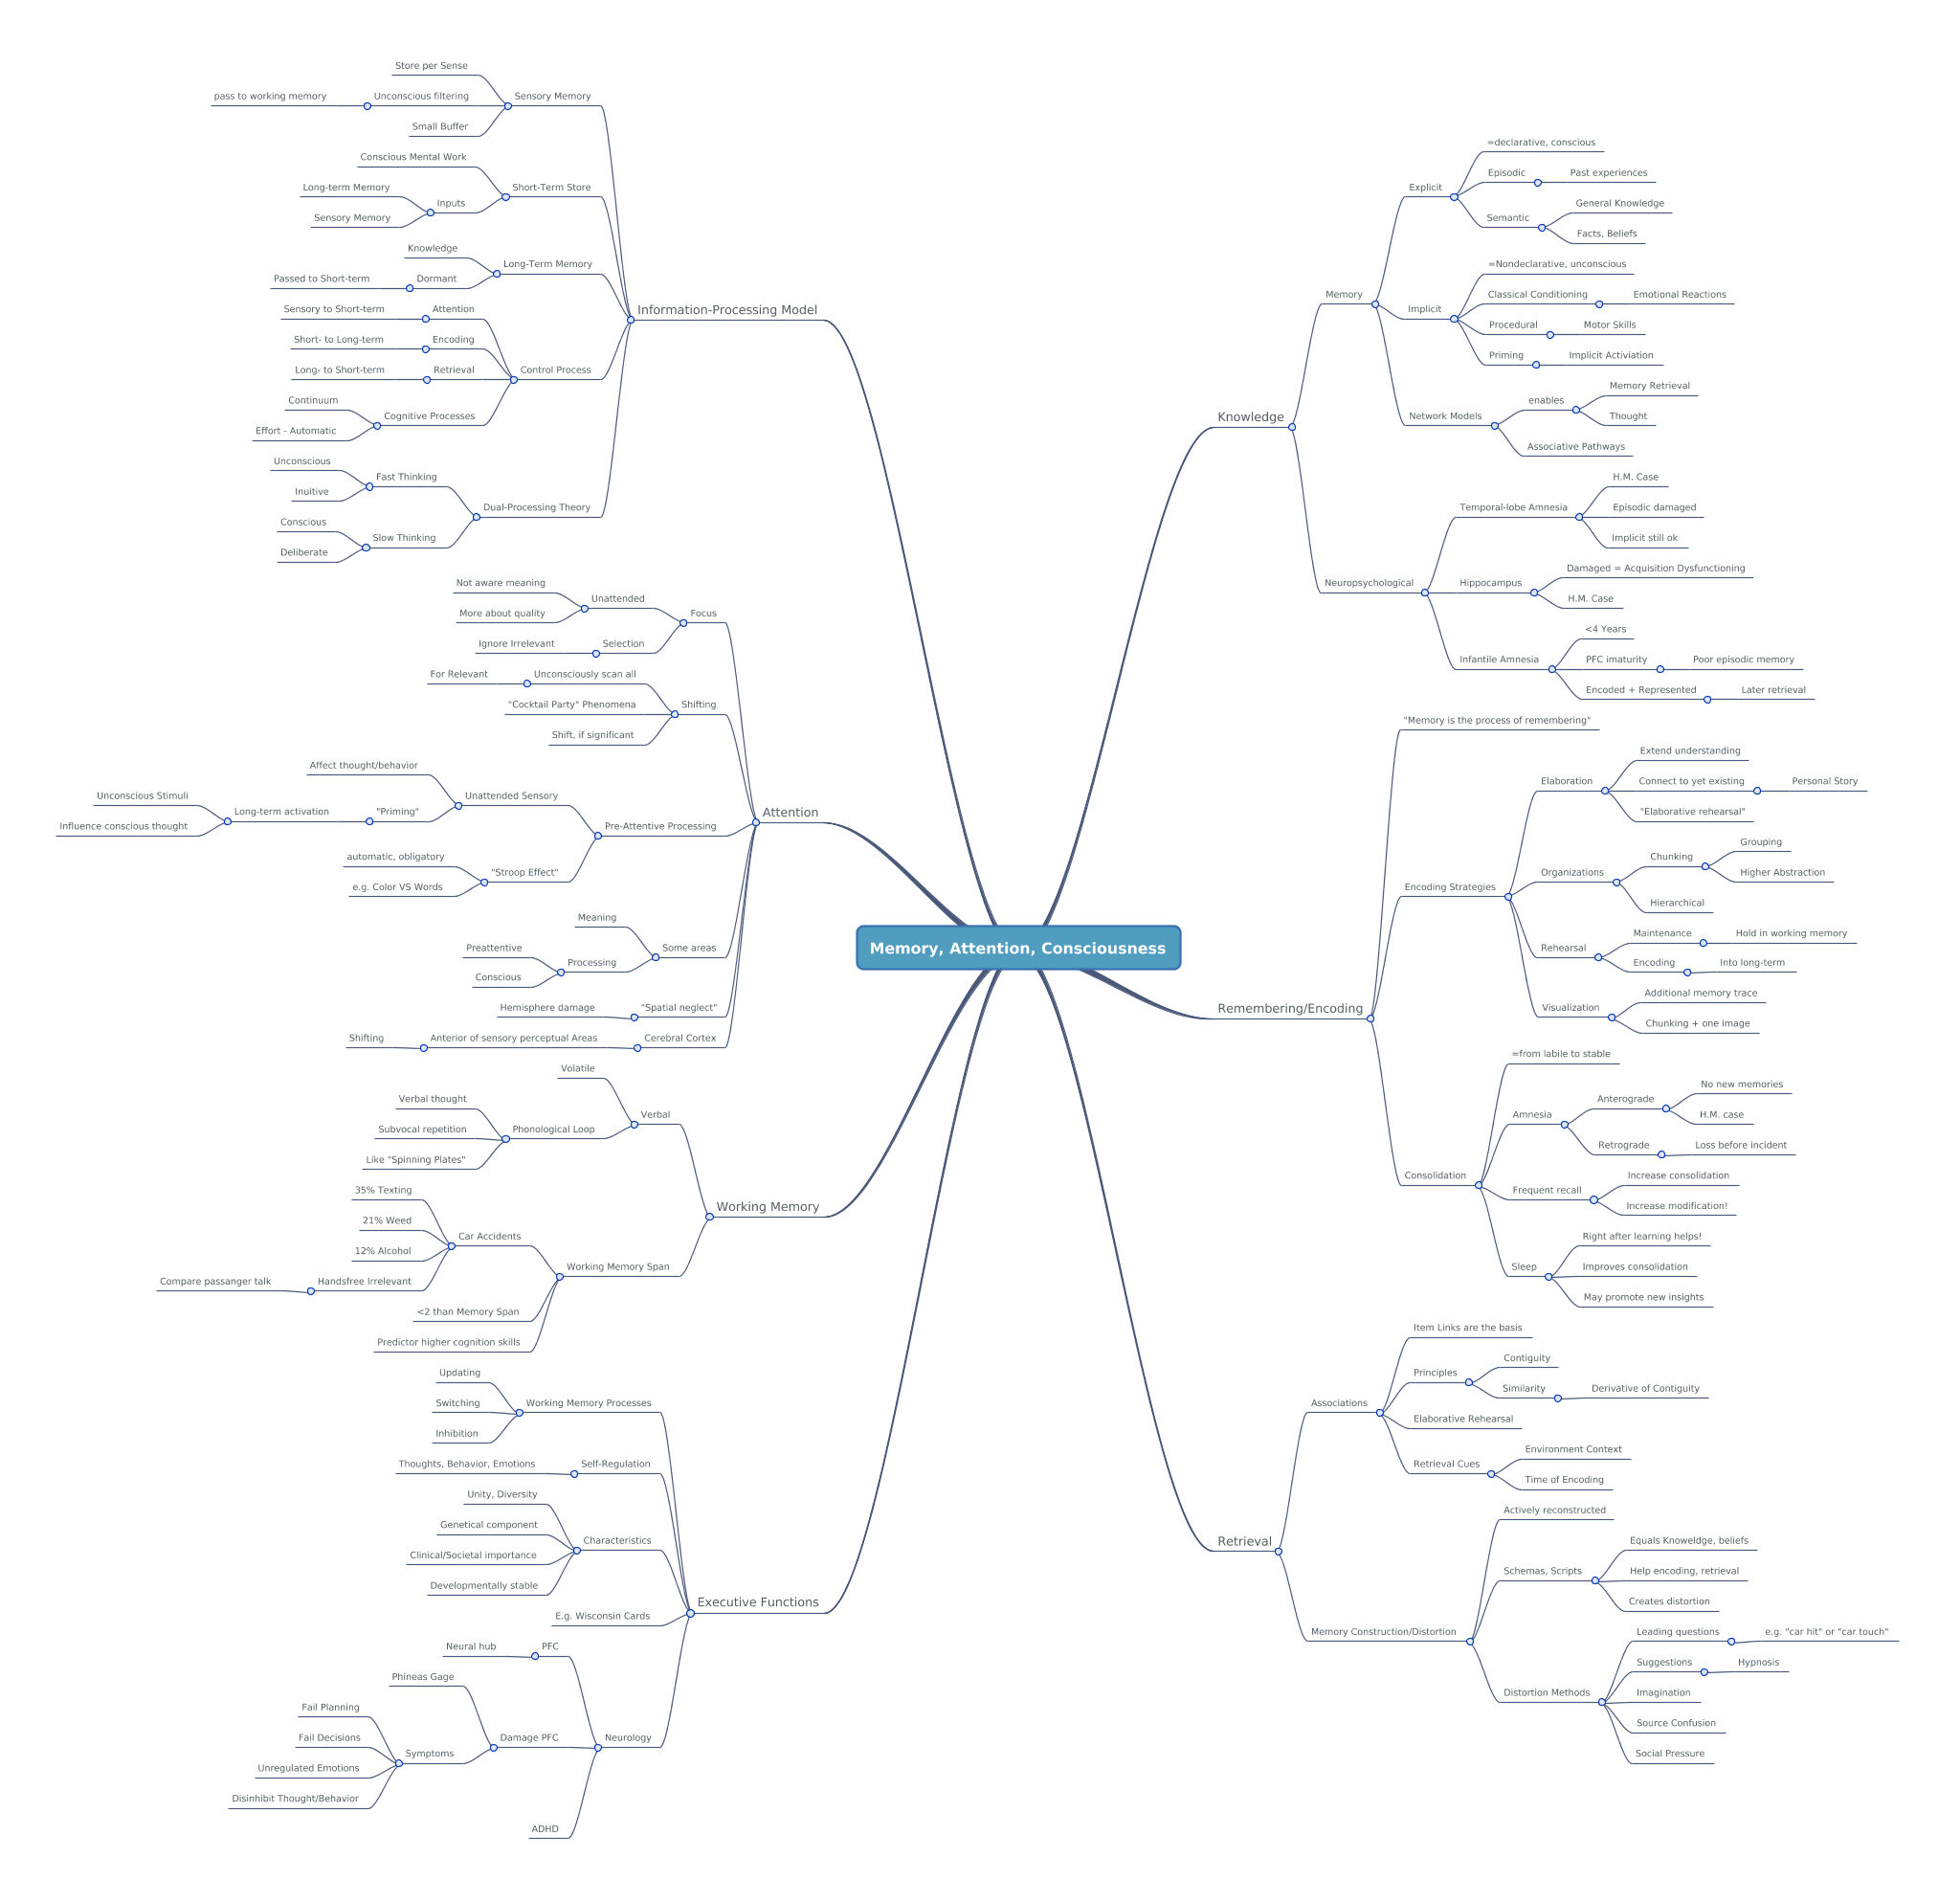 Memory, Attention, Consciousness
Information-Processing Model
Sensory Memory
Store per Sense
Unconscious filtering
pass to working memory
Small Buffer
Short-Term Store
Conscious Mental Work
Inputs
Long-term Memory
Sensory Memory
Long-Term Memory
Knowledge
Dormant
Passed to Short-term
Control Process
Attention
Sensory to Short-term
Encoding
Short- to Long-term
Retrieval
Long- to Short-term
Cognitive Processes
Continuum
Effort - Automatic
Dual-Processing Theory
Fast Thinking
Unconscious
Inuitive
Slow Thinking
Conscious
Deliberate
Attention
Focus
Unattended
Not aware meaning
More about quality
Selection
Ignore Irrelevant
Shifting
Unconsciously scan all
For Relevant
"Cocktail Party" Phenomena
Shift, if significant
Pre-Attentive Processing
Unattended Sensory
Affect thought/behavior
"Priming"
Long-term activation
Unconscious Stimuli
Influence conscious thought
"Stroop Effect"
automatic, obligatory
e.g. Color VS Words
Some areas
Meaning
Processing
Preattentive
Conscious
"Spatial neglect"
Hemisphere damage
Cerebral Cortex
Anterior of sensory perceptual Areas
Shifting
Working Memory
Verbal
Volatile
Phonological Loop
Verbal thought
Subvocal repetition
Like "Spinning Plates"
Working Memory Span
Car Accidents
35% Texting
21% Weed
12% Alcohol
Handsfree Irrelevant
Compare passanger talk
<2 than Memory Span
Predictor higher cognition skills
Executive Functions
Working Memory Processes
Updating
Switching
Inhibition
Self-Regulation
Thoughts, Behavior, Emotions
Characteristics
Unity, Diversity
Genetical component
Clinical/Societal importance
Developmentally stable
E.g. Wisconsin Cards
Neurology
PFC
Neural hub
Damage PFC
Phineas Gage
Symptoms
Fail Planning
Fail Decisions
Unregulated Emotions
Disinhibit Thought/Behavior
ADHD
Knowledge
Memory
Explicit
=declarative, conscious
Episodic
Past experiences
Semantic
General Knowledge
Facts, Beliefs
Implicit
=Nondeclarative, unconscious
Classical Conditioning
Emotional Reactions
Procedural
Motor Skills
Priming
Implicit Activiation
Network Models
enables
Memory Retrieval
Thought
Associative Pathways
Neuropsychological
Temporal-lobe Amnesia
H.M. Case
Episodic damaged
Implicit still ok
Hippocampus
Damaged = Acquisition Dysfunctioning
H.M. Case
Infantile Amnesia
<4 Years
PFC imaturity
Poor episodic memory
Encoded + Represented
Later retrieval
Remembering/Encoding
"Memory is the process of remembering"
Encoding Strategies
Elaboration
Extend understanding
Connect to yet existing
Personal Story
"Elaborative rehearsal"
Organizations
Chunking
Grouping
Higher Abstraction
Hierarchical
Rehearsal
Maintenance
Hold in working memory
Encoding
Into long-term
Visualization
Additional memory trace
Chunking + one image
Consolidation
=from labile to stable
Amnesia
Anterograde
No new memories
H.M. case
Retrograde
Loss before incident
Frequent recall
Increase consolidation
Increase modification!
Sleep
Right after learning helps!
Improves consolidation
May promote new insights
Retrieval
Associations
Item Links are the basis
Principles
Contiguity
Similarity
Derivative of Contiguity
Elaborative Rehearsal
Retrieval Cues
Environment Context
Time of Encoding
Memory Construction/Distortion
Actively reconstructed
Schemas, Scripts
Equals Knoweldge, beliefs
Help encoding, retrieval
Creates distortion
Distortion Methods
Leading questions
e.g. "car hit" or "car touch"
Suggestions
Hypnosis
Imagination
Source Confusion
Social Pressure